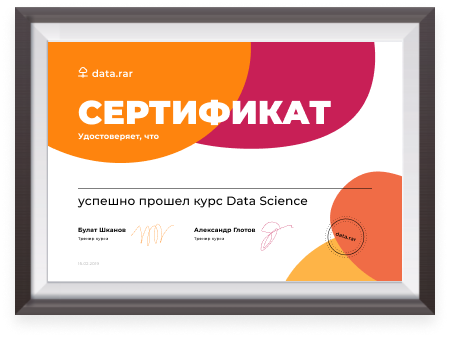 data.rar
СЕРТИФИКАТ
Удостоверяет, что
успешно прошел курс Data Science
Булат Шканов
Александр Глотов
Тренер курса
Тренер курса
data.rar